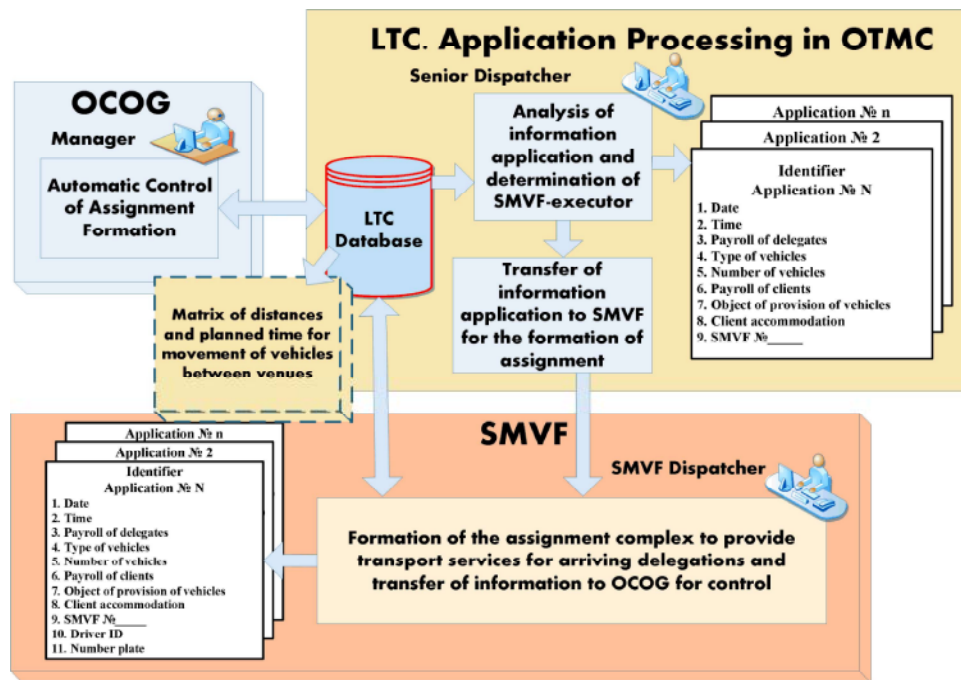 LTC. Application Processing in OTMC
Senior Dispatcher
OCOG
Manager
Automatic Control
of Assignment
Formation
LTC
Database
Analysis of
information
application and
determination of
SMVF-executor
Application № n
Application № 2
Identifier
Application № N
1. Date
2. Time
3. Payroll of delegates
4. Type of vehicles
5. Number of vehicles
6. Payroll of clients
7. Object of provision of vehicles
8. Client accommodation
9. SMVF №_____
Transfer of
information
application to SMVF
for the formation of
assignment
Matrix of distances
and planned time for
movement of vehicles
between venues
SMVF
SMVF Dispatcher
Application № n
Application № 2
Identifier
Application № N
1. Date
2. Time
3. Payroll of delegates
4. Type of vehicles
5. Number of vehicles
6. Payroll of clients
7. Object of provision of vehicles
8. Client accommodation
9. SMVF №_____
10. Driver ID
11. Number plate
Formation of the assignment complex to provide
transport services for arriving delegations and
transfer of information to OCOG for control